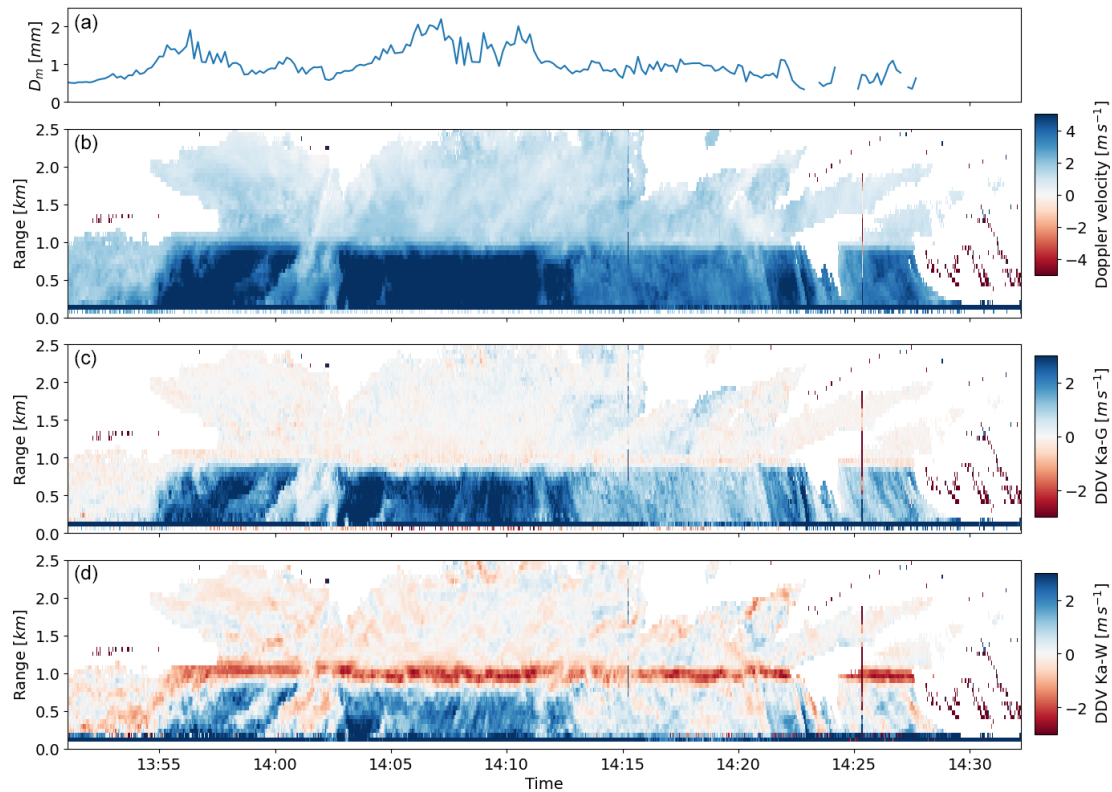 (a)
D_m [mm]
2
1
0
(b)
Range [km]
2.5
2.0
1.5
1.0
0.5
0.0
4
2
0
−2
−4
Doppler velocity [m s⁻¹]
(c)
Range [km]
2.5
2.0
1.5
1.0
0.5
0.0
2
0
−2
DDV Ka-G [m s⁻¹]
(d)
Range [km]
2.5
2.0
1.5
1.0
0.5
0.0
2
0
−2
DDV Ka-W [m s⁻¹]
13:55 14:00 14:05 14:10 14:15 14:20 14:25 14:30
Time